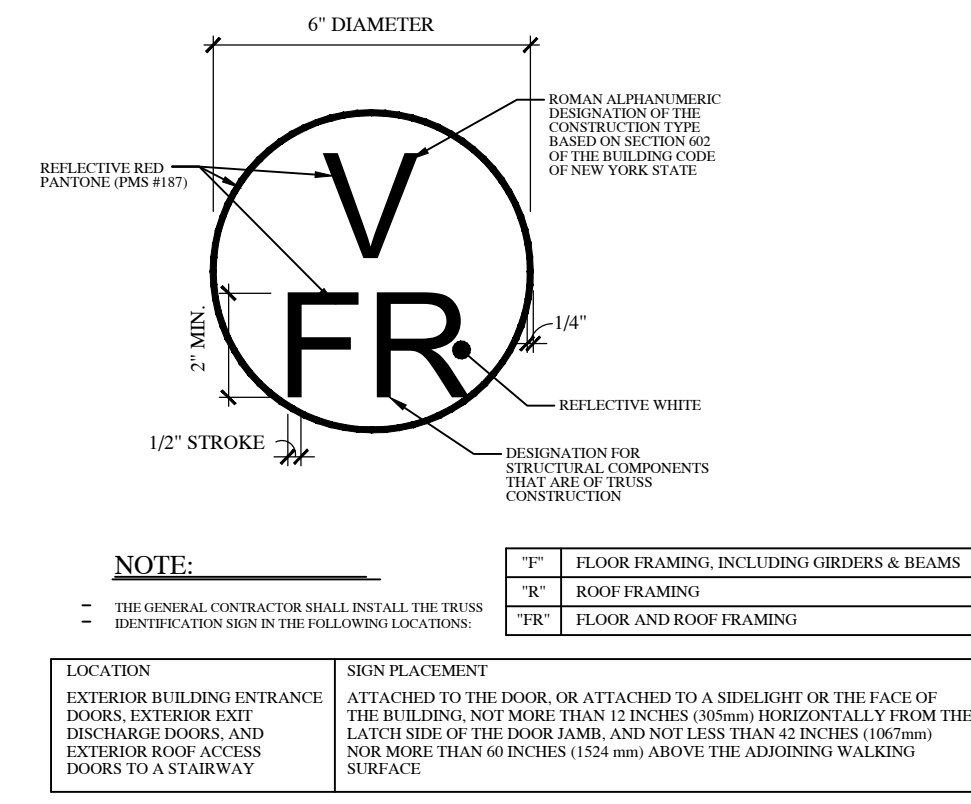 6" DIAMETER
ROMAN ALPHANUMERIC
DESIGNATION OF THE
CONSTRUCTION TYPE
BASED ON SECTION 602
OF THE BUILDING CODE
OF NEW YORK STATE
REFLECTIVE RED
PANTONE (PMS #187)
V
FR
2" MIN.
1/4"
REFLECTIVE WHITE
1/2" STROKE
DESIGNATION FOR
STRUCTURAL COMPONENTS
THAT ARE OF TRUSS
CONSTRUCTION
NOTE:
- THE GENERAL CONTRACTOR SHALL INSTALL THE TRUSS
- IDENTIFICATION SIGN IN THE FOLLOWING LOCATIONS:
"F" FLOOR FRAMING, INCLUDING GIRDERS & BEAMS
"R" ROOF FRAMING
"FR" FLOOR AND ROOF FRAMING
LOCATION
EXTERIOR BUILDING ENTRANCE
DOORS, EXTERIOR EXIT
DISCHARGE DOORS, AND
EXTERIOR ROOF ACCESS
DOORS TO A STAIRWAY
SIGN PLACEMENT
ATTACHED TO THE DOOR, OR ATTACHED TO A SIDELIGHT OR THE FACE OF
THE BUILDING, NOT MORE THAN 12 INCHES (305mm) HORIZONTALLY FROM THE
LATCH SIDE OF THE DOOR JAMB, AND NOT LESS THAN 42 INCHES (1067mm)
NOR MORE THAN 60 INCHES (1524 mm) ABOVE THE ADJOINING WALKING
SURFACE